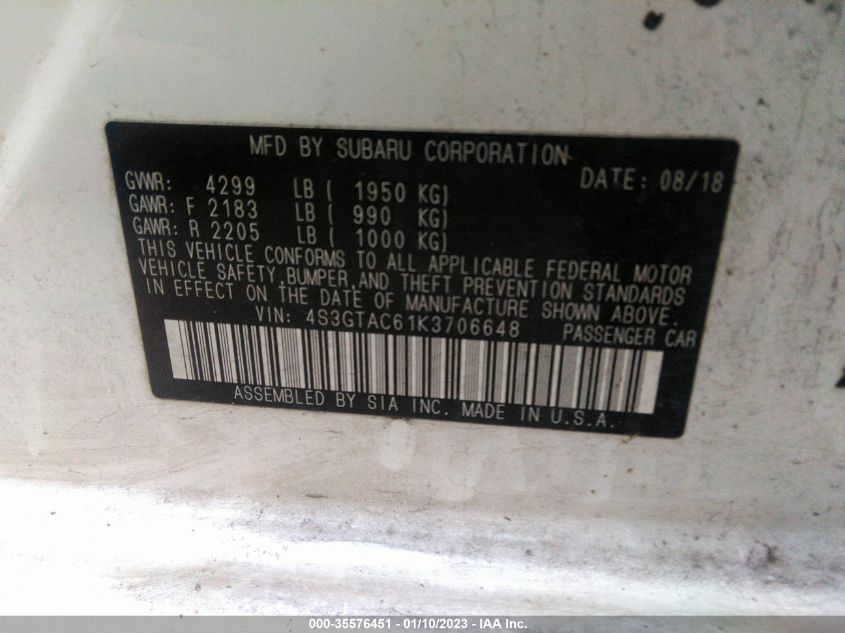 MFD BY SUBARU CORPORATION
DATE: 08/18
GVWR: 4299 LB ( 1950 KG)
GAWR: F 2183 LB ( 990 KG)
GAWR: R 2205 LB ( 1000 KG)
THIS VEHICLE CONFORMS TO ALL APPLICABLE FEDERAL MOTOR
VEHICLE SAFETY, BUMPER, AND THEFT PREVENTION STANDARDS
IN EFFECT ON THE DATE OF MANUFACTURE SHOWN ABOVE.
VIN: 4S3GTAC61K3706648 PASSENGER CAR
ASSEMBLED BY SIA INC. MADE IN U.S.A.
000-35576451 - 01/10/2023 - IAA Inc.